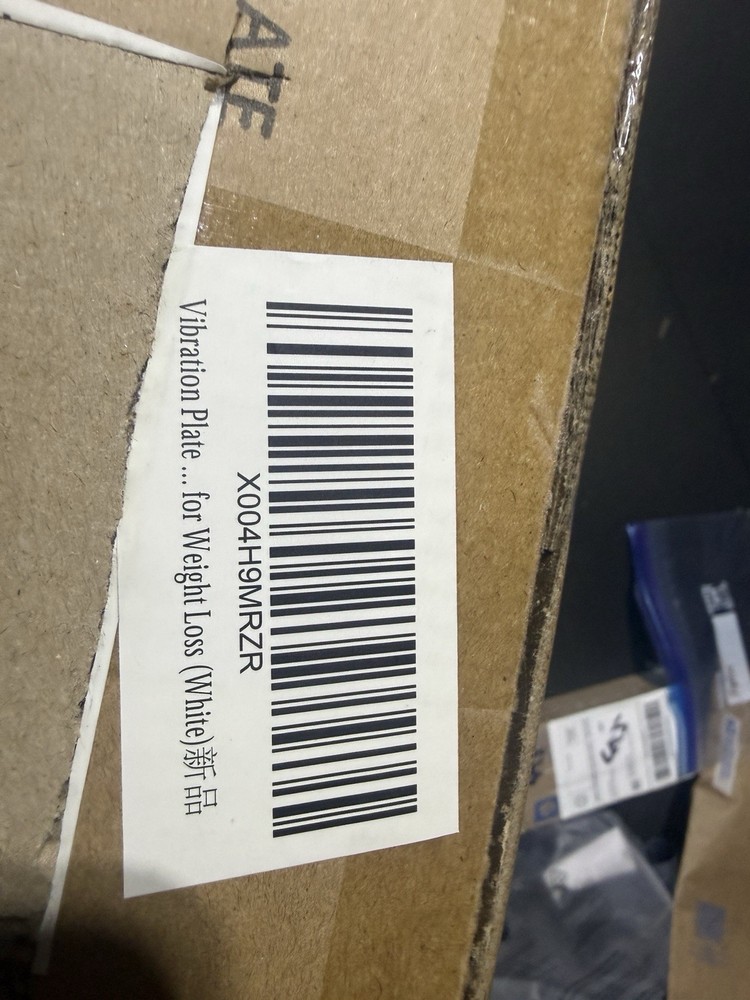 ATE
X004H9MRZR
Vibration Plate ... for Weight Loss (White)新品